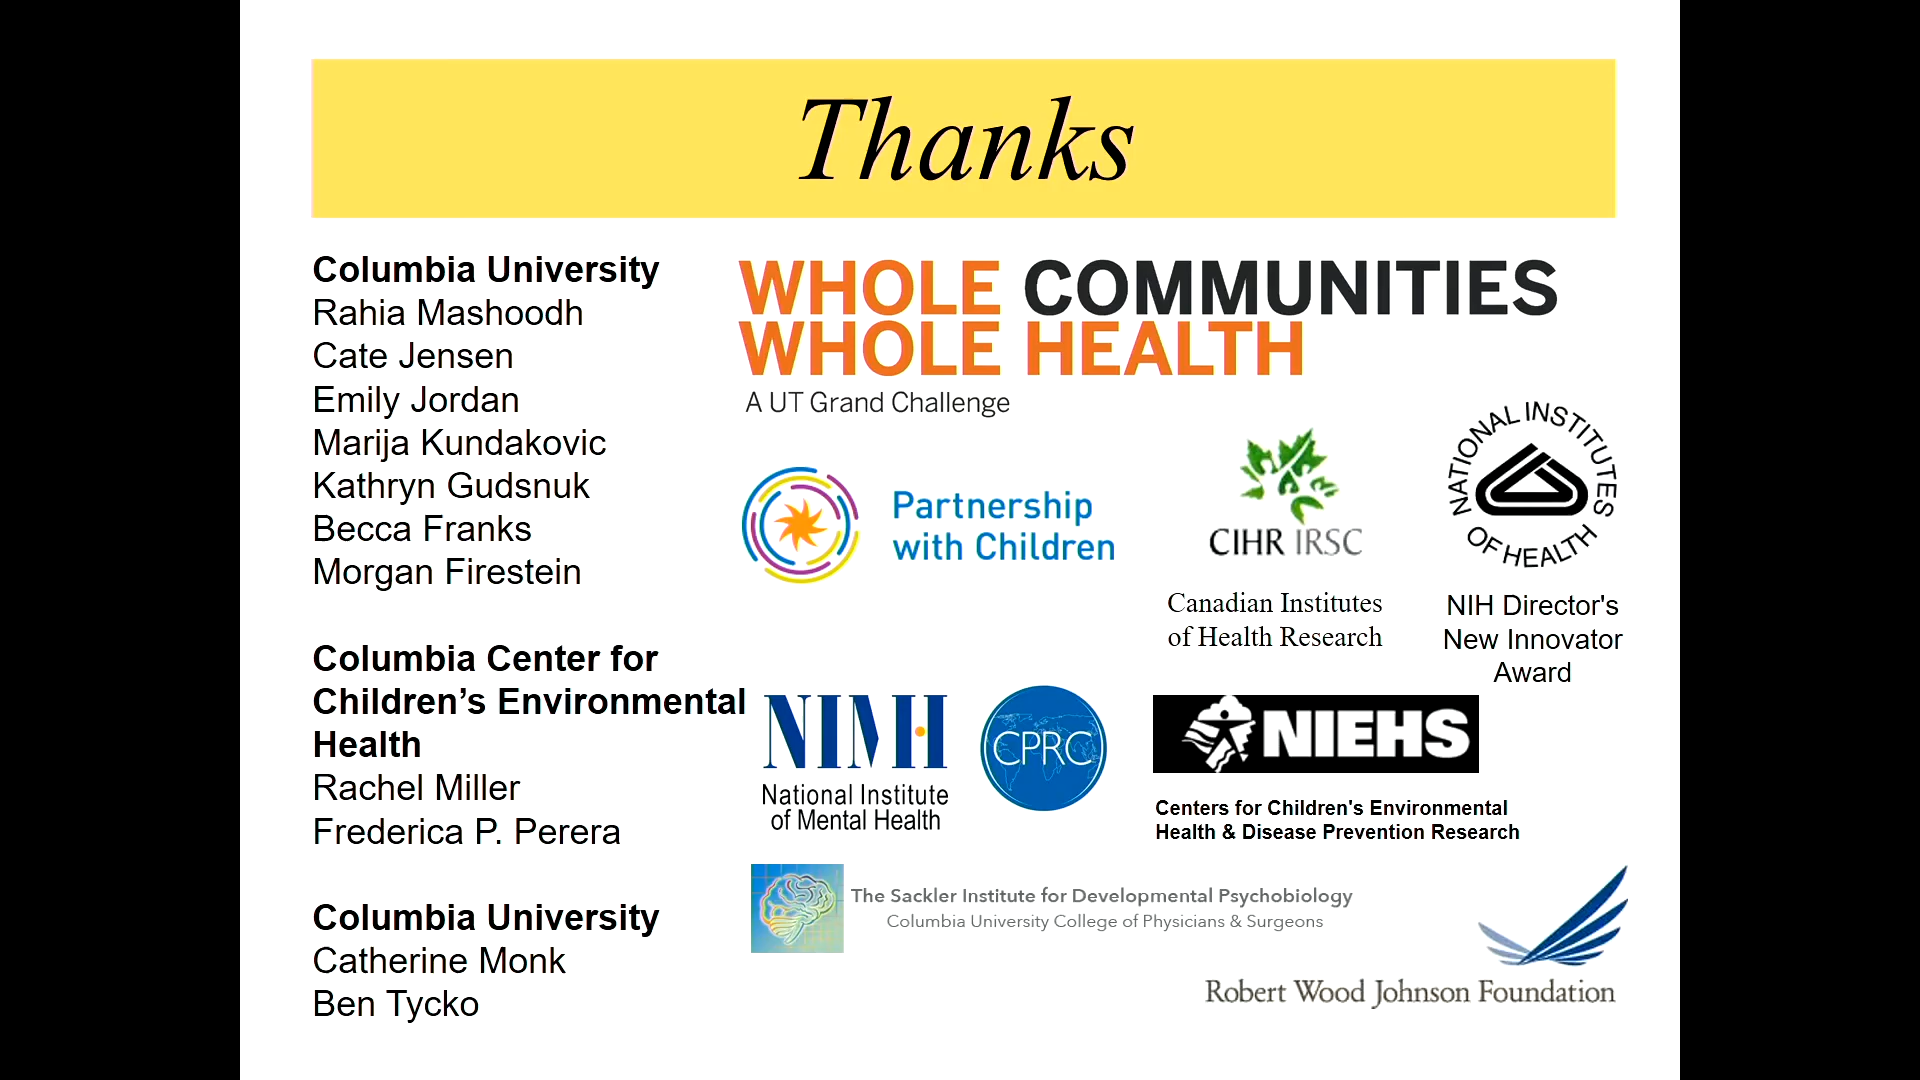 Thanks
Columbia University
Rahia Mashoodh
Cate Jensen
Emily Jordan
Marija Kundakovic
Kathryn Gudsnuk
Becca Franks
Morgan Firestein
Columbia Center for
Children’s Environmental
Health
Rachel Miller
Frederica P. Perera
Columbia University
Catherine Monk
Ben Tycko
WHOLE COMMUNITIES
WHOLE HEALTH
A UT Grand Challenge
Partnership
with Children
CIHR IRSC
Canadian Institutes
of Health Research
NATIONAL INSTITUTES
OF HEALTH
NIH Director's
New Innovator
Award
NIMH
National Institute
of Mental Health
CPRC
NIEHS
Centers for Children's Environmental
Health & Disease Prevention Research
The Sackler Institute for Developmental Psychobiology
Columbia University College of Physicians & Surgeons
Robert Wood Johnson Foundation